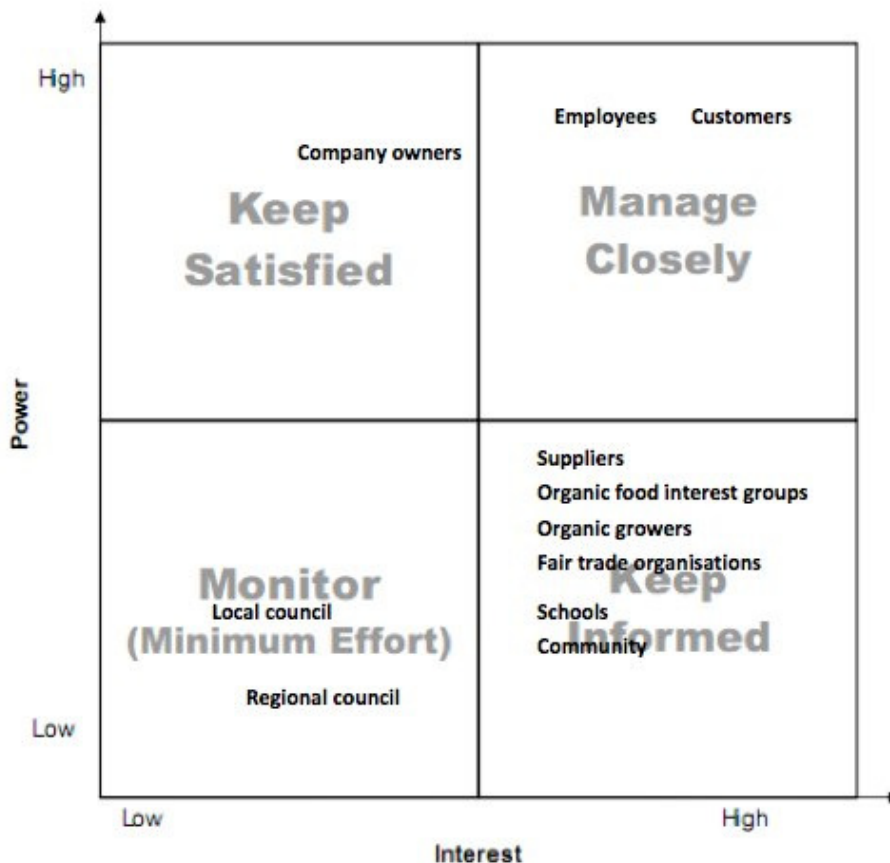 High
Employees Customers
Company owners
Keep
Satisfied
Manage
Closely
Power
Suppliers
Organic food interest groups
Organic growers
Fair trade organisations
Keep
Informed
Schools
Community
Monitor
(Minimum Effort)
Local council
Regional council
Low
Low
High
Interest